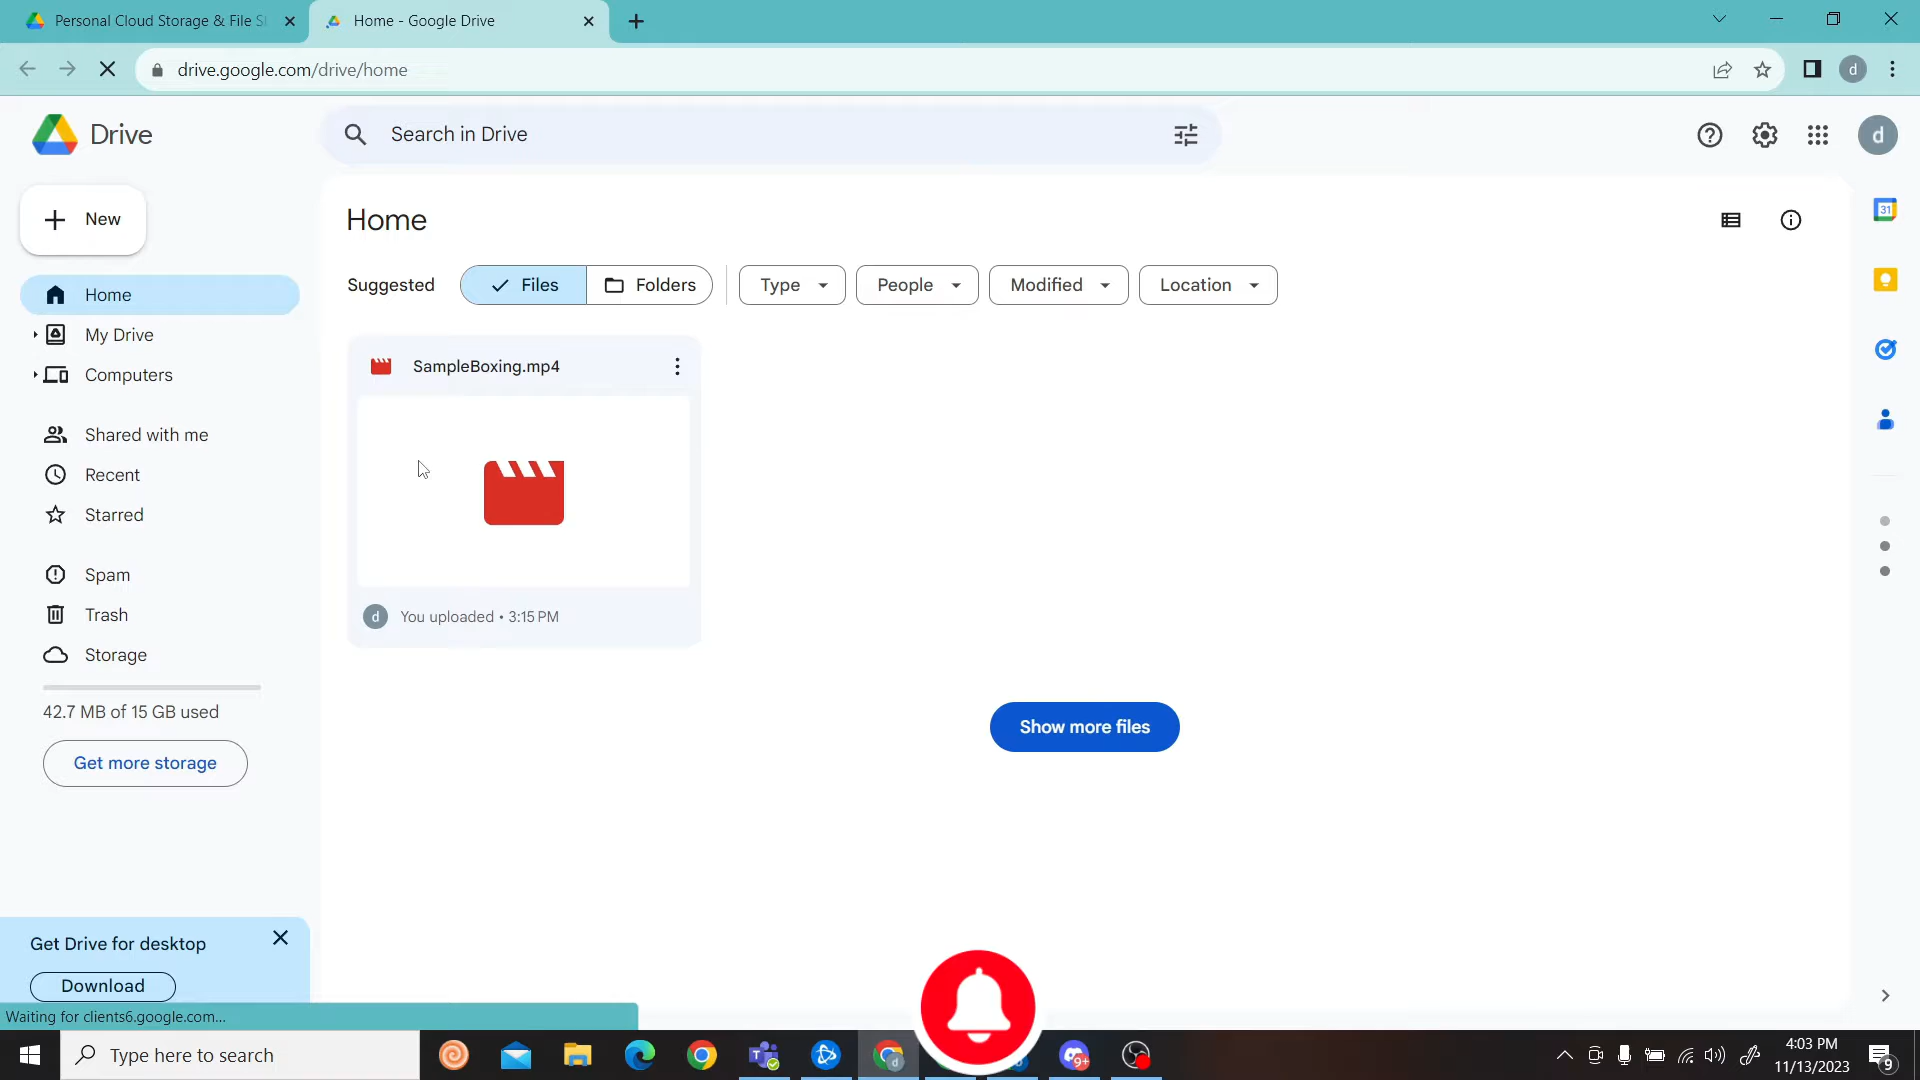 Personal Cloud Storage & File S
Home - Google Drive
drive.google.com/drive/home
d
Drive
Search in Drive
d
New
Home
31
Suggested
Files
Folders
Type
People
Modified
Location
Home
My Drive
Computers
SampleBoxing.mp4
Shared with me
Recent
Starred
Spam
Trash
d
You uploaded • 3:15 PM
Storage
42.7 MB of 15 GB used
Show more files
Get more storage
Get Drive for desktop
Download
Waiting for clients6.google.com...
Type here to search
T
d
9+
4:03 PM
11/13/2023
9